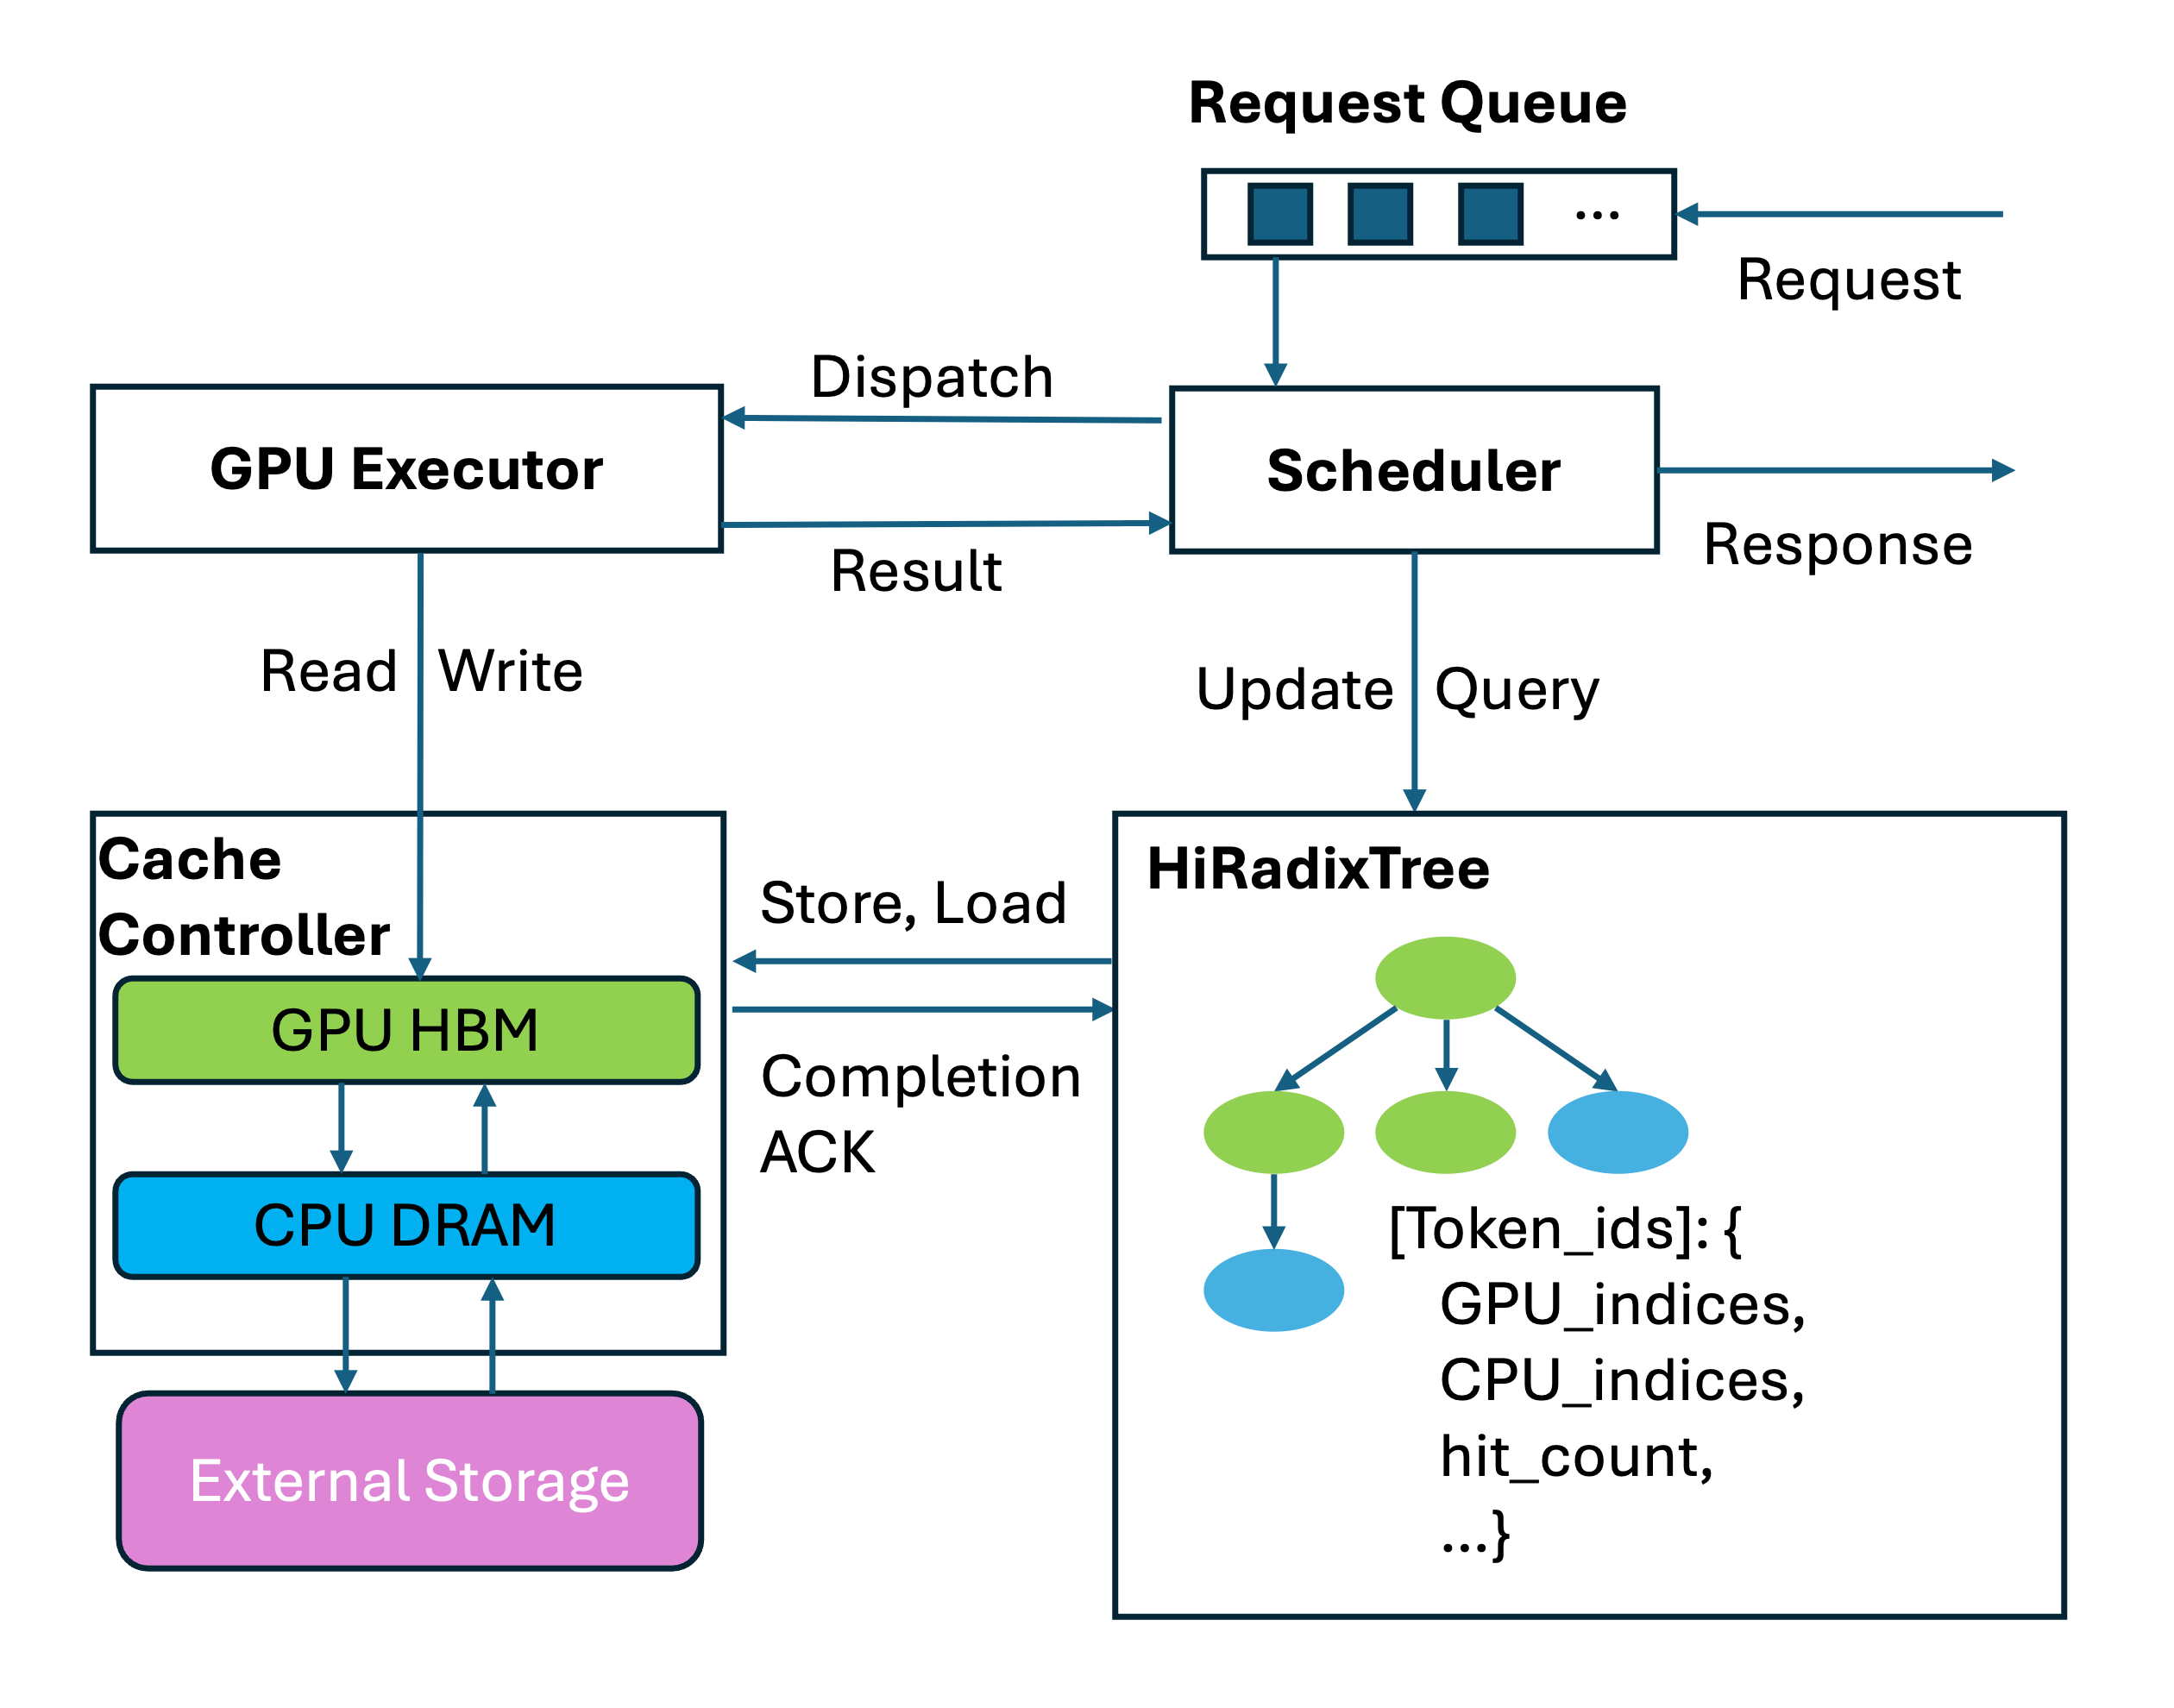 Request Queue
...
Request
Dispatch
GPU Executor
Scheduler
Result
Response
Read Write
Update Query
Cache
Controller
GPU HBM
CPU DRAM
External Storage
Store, Load
Completion
ACK
HiRadixTree
[Token_ids]: {
GPU_indices,
CPU_indices,
hit_count,
...}